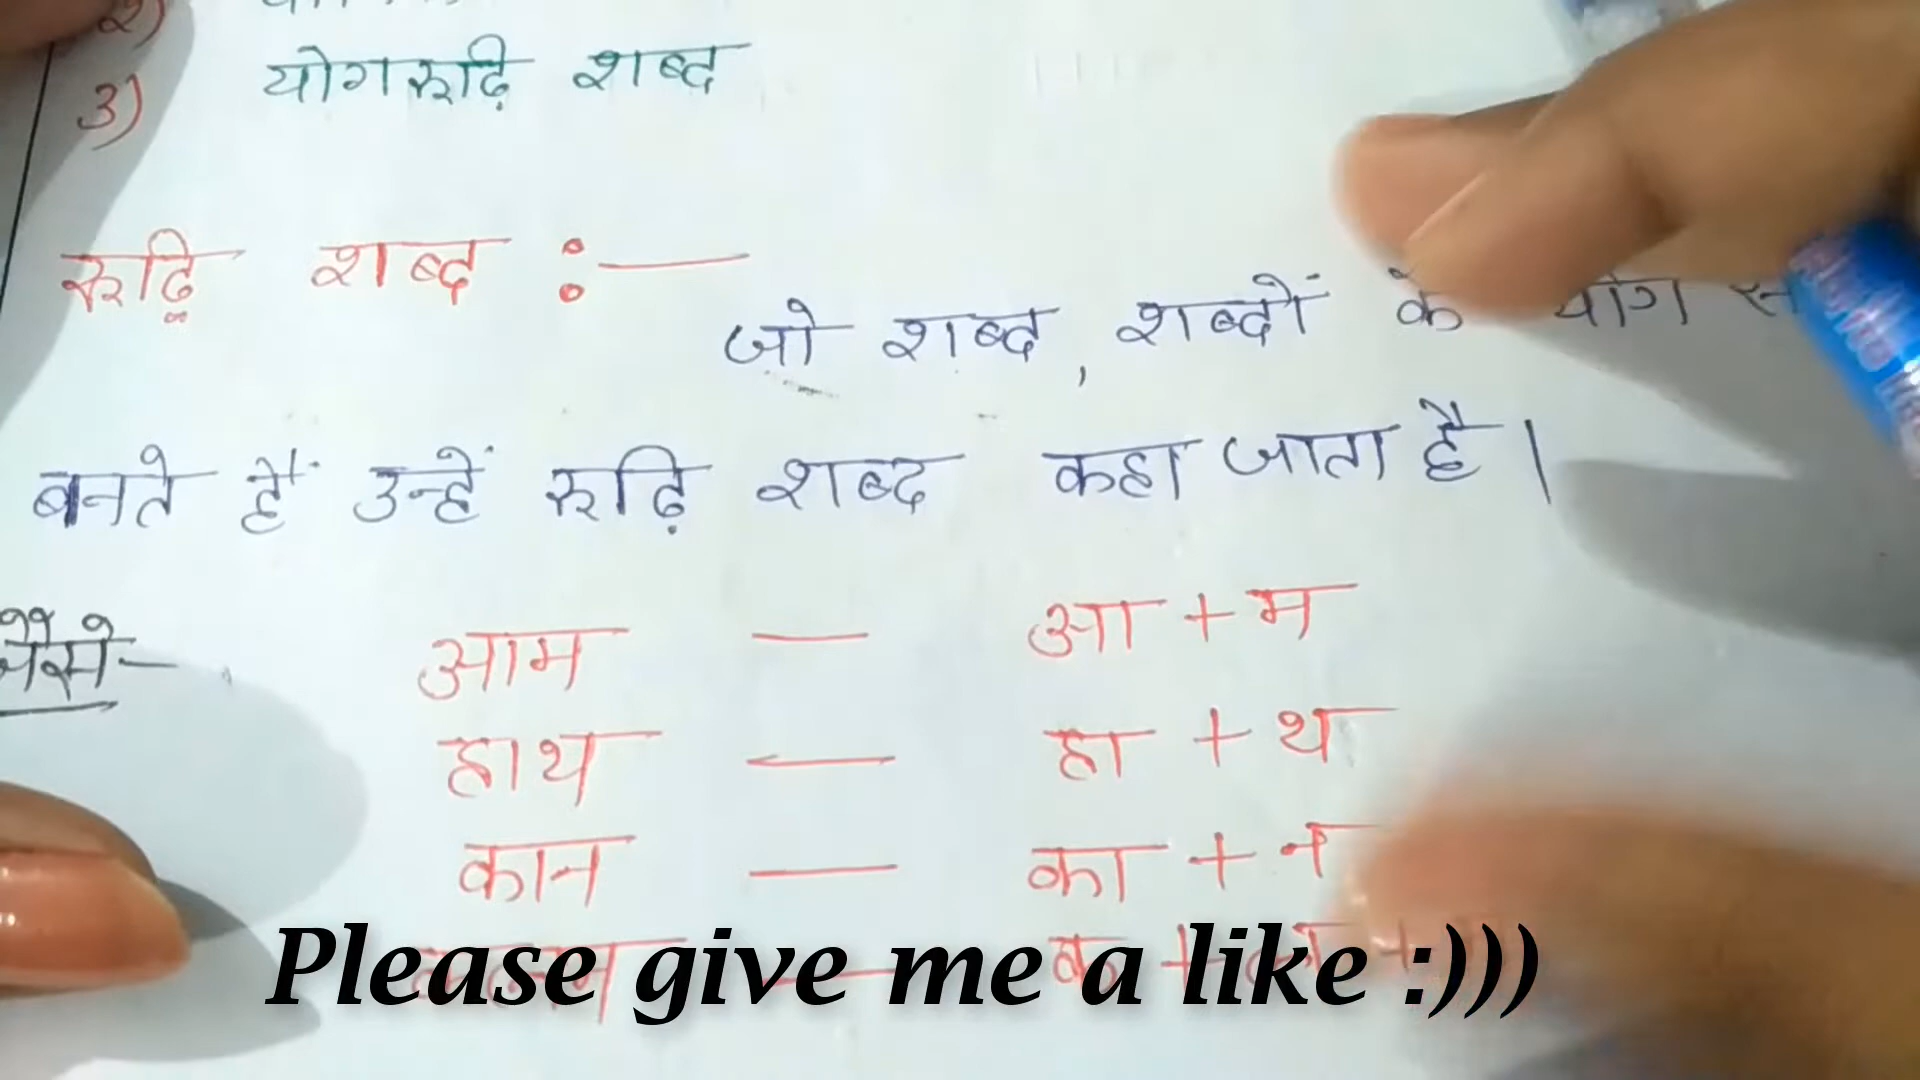 3) योगरुढ़ि शब्द
रुढ़ि शब्द :—
जो शब्द, शब्दों के योग
बनते हैं उन्हें रुढ़ि शब्द कहा जाता है।
जैसे- आम — आ + म
हाथ — हा + थ
कान — का + न
Please give me a like :)))